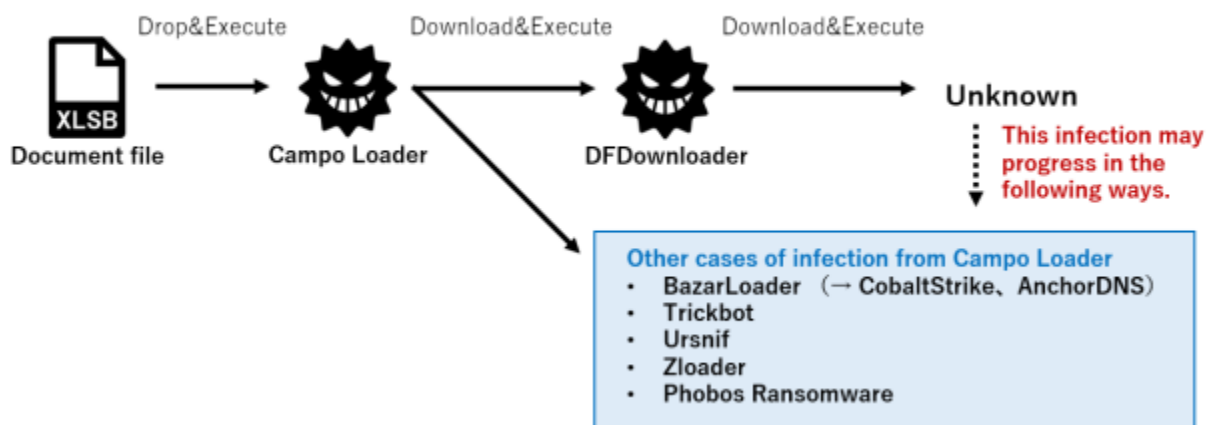 Drop&Execute
Download&Execute
Download&Execute
XLSB
Document file
Campo Loader
DFDownloader
Unknown
This infection may
progress in the
following ways.
Other cases of infection from Campo Loader
• BazarLoader （→ CobaltStrike、AnchorDNS）
• Trickbot
• Ursnif
• Zloader
• Phobos Ransomware